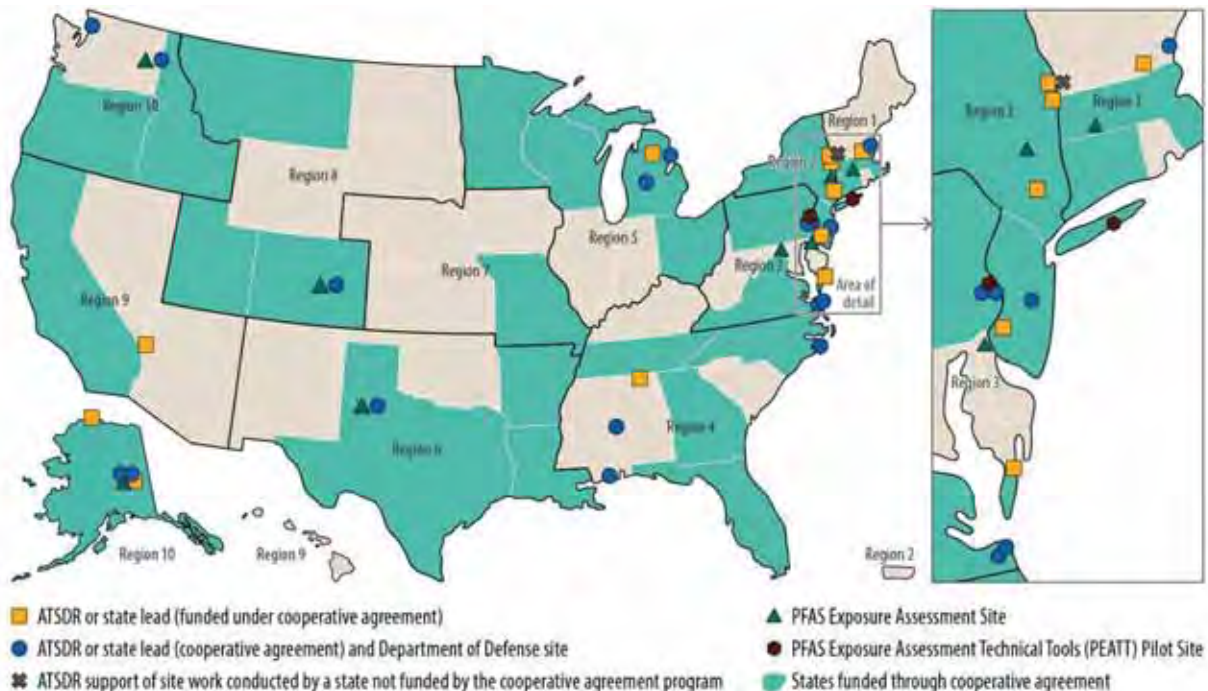 Region 10
Region 8
Region 9
Region 7
Region 5
Region 6
Region 4
Region 3
Region 2
Region 1
Area of
detail
Region 10
Region 9
Region 2
Region 2
Region 1
Region 3
ATSDR or state lead (funded under cooperative agreement)
ATSDR or state lead (cooperative agreement) and Department of Defense site
ATSDR support of site work conducted by a state not funded by the cooperative agreement program
PFAS Exposure Assessment Site
PFAS Exposure Assessment Technical Tools (PEATT) Pilot Site
States funded through cooperative agreement